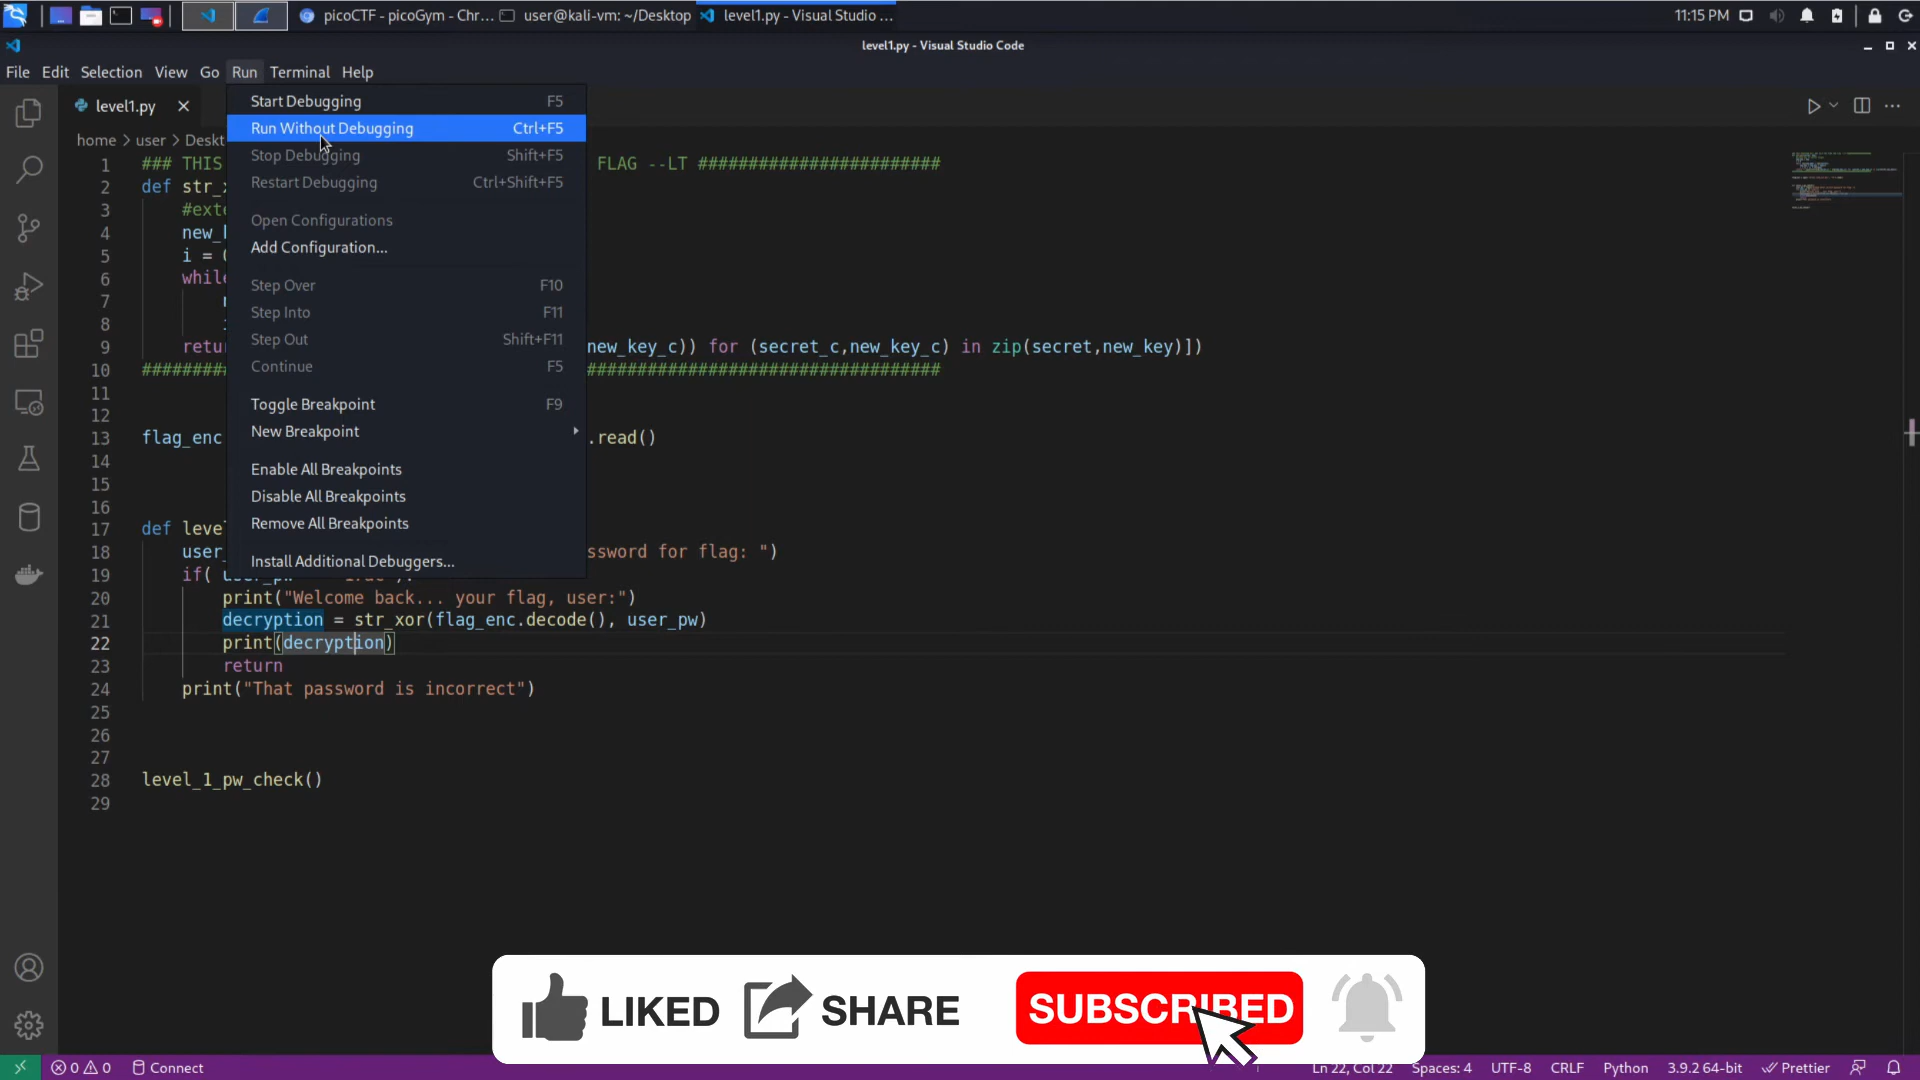 picoCTF - picoGym - Chr... user@kali-vm: ~/Desktop level1.py - Visual Studio ... 11:15 PM
level1.py - Visual Studio Code
File Edit Selection View Go Run Terminal Help
level1.py
home > user > Deskt
Start Debugging F5
Run Without Debugging Ctrl+F5
Stop Debugging Shift+F5
Restart Debugging Ctrl+Shift+F5
Open Configurations
Add Configuration...
Step Over F10
Step Into F11
Step Out Shift+F11
Continue F5
Toggle Breakpoint F9
New Breakpoint
Enable All Breakpoints
Disable All Breakpoints
Remove All Breakpoints
Install Additional Debuggers...
1 ### THIS FLAG --LT ########################
2 def str_
3 #exte
4 new_
5 i =
6 while
7
8
9 retur new_key_c)) for (secret_c,new_key_c) in zip(secret,new_key)])
10 ######## ###################################
11
12
13 flag_enc .read()
14
15
16
17 def leve
18 user_ ssword for flag: ")
19 if(
20 print("Welcome back... your flag, user:")
21 decryption = str_xor(flag_enc.decode(), user_pw)
22 print(decryption)
23 return
24 print("That password is incorrect")
25
26
27
28 level_1_pw_check()
29
LIKED SHARE SUBSCRIBED
0 0 Connect Ln 22, Col 22 Spaces: 4 UTF-8 CRLF Python 3.9.2 64-bit Prettier